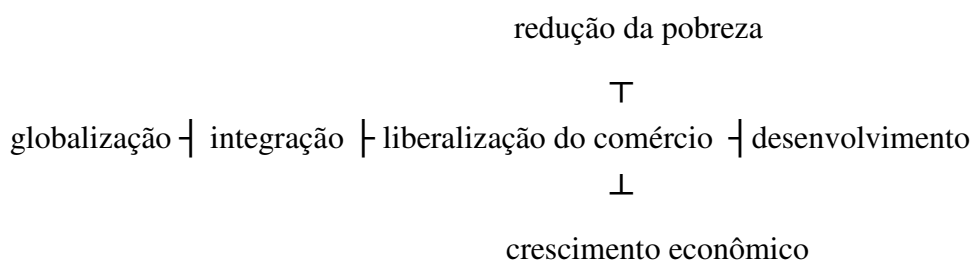 redução da pobreza
┬
globalização ┤ integração ├ liberalização do comércio ┤ desenvolvimento
┴
crescimento econômico